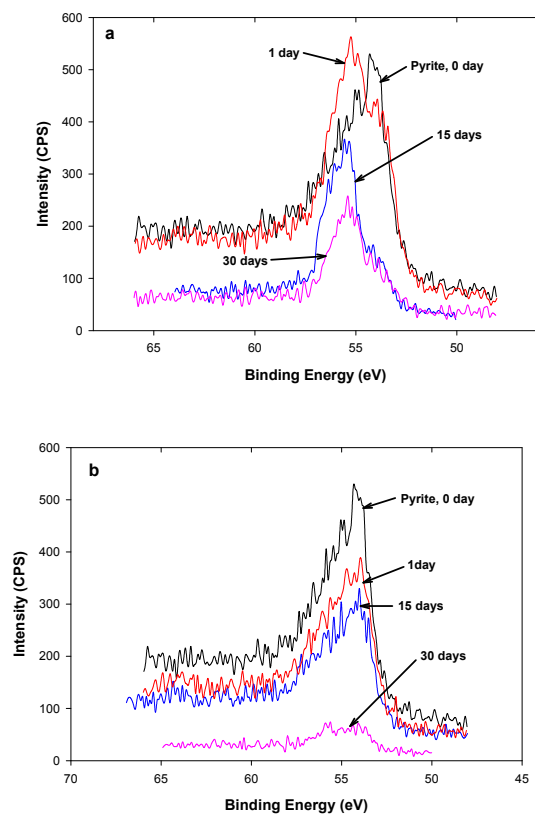 a
600
1 day
Pyrite, 0 day
500
400
15 days
300
200
30 days
100
0
65
60
55
50
Intensity (CPS)
Binding Energy (eV)
b
600
Pyrite, 0 day
500
400
1day
15 days
300
200
30 days
100
0
70
65
60
55
50
45
Intensity (CPS)
Binding Energy (eV)